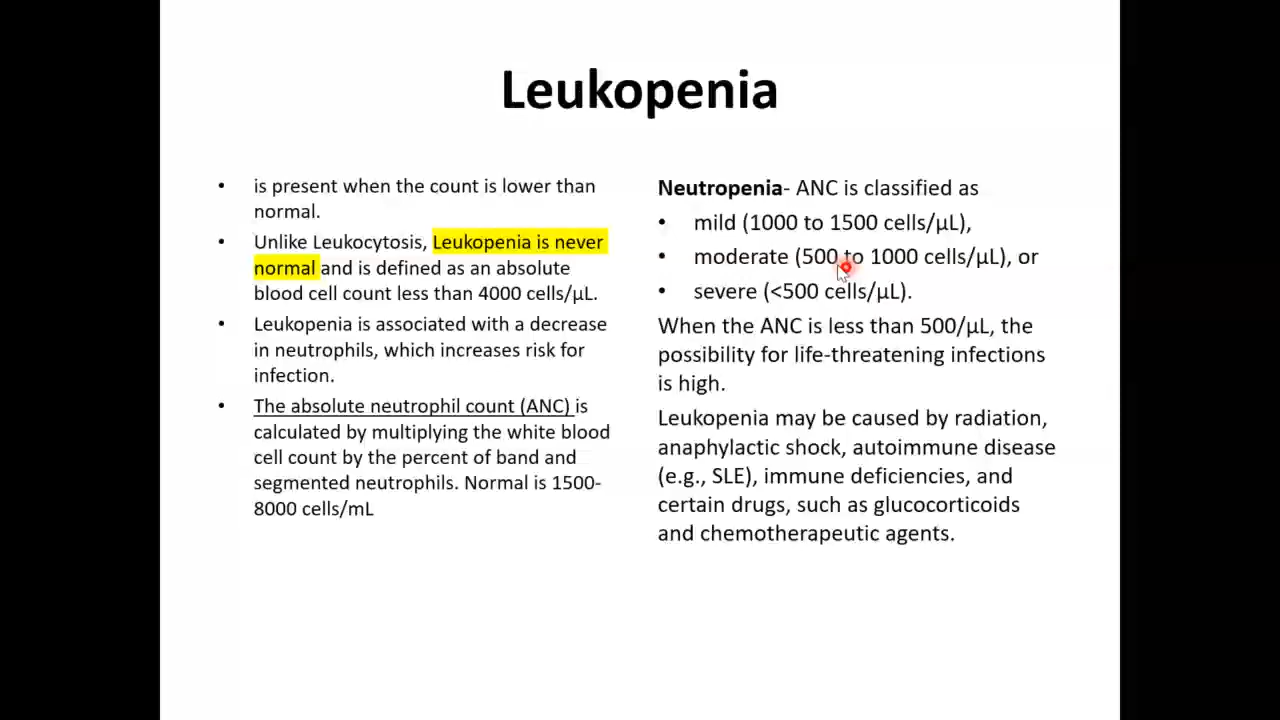 Leukopenia
• is present when the count is lower than
normal.
• Unlike Leukocytosis, Leukopenia is never
normal and is defined as an absolute
blood cell count less than 4000 cells/µL.
• Leukopenia is associated with a decrease
in neutrophils, which increases risk for
infection.
• The absolute neutrophil count (ANC) is
calculated by multiplying the white blood
cell count by the percent of band and
segmented neutrophils. Normal is 1500-
8000 cells/mL
Neutropenia- ANC is classified as
• mild (1000 to 1500 cells/µL),
• moderate (500 to 1000 cells/µL), or
• severe (<500 cells/µL).
When the ANC is less than 500/µL, the
possibility for life-threatening infections
is high.
Leukopenia may be caused by radiation,
anaphylactic shock, autoimmune disease
(e.g., SLE), immune deficiencies, and
certain drugs, such as glucocorticoids
and chemotherapeutic agents.